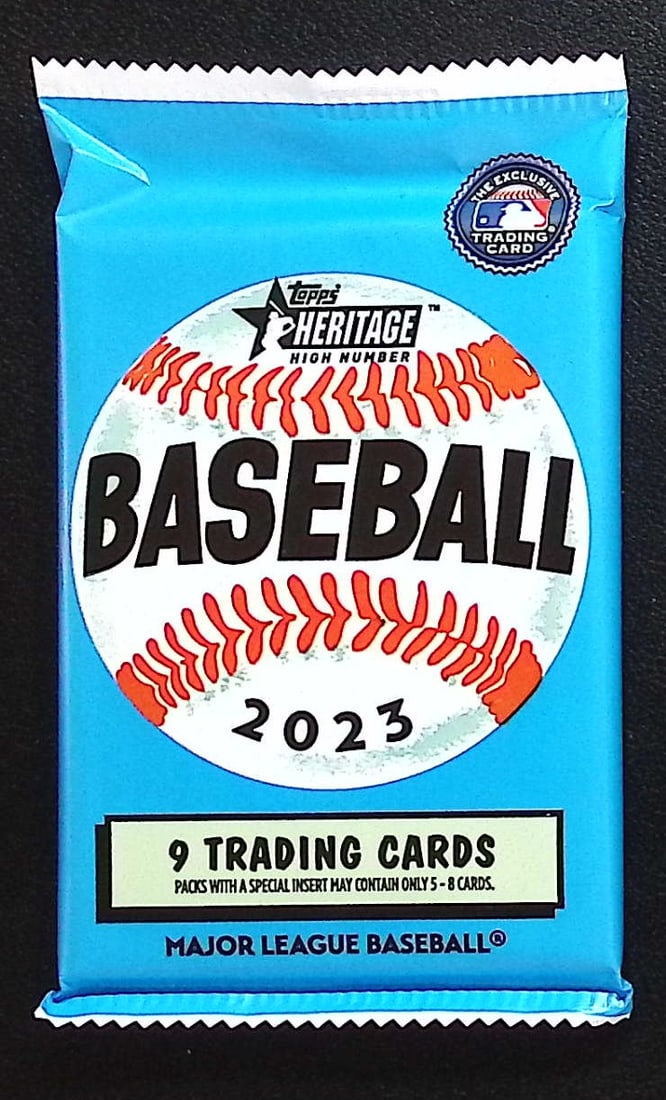 THE EXCLUSIVE
TRADING
CARD
topps
HERITAGE™
HIGH NUMBER
BASEBALL
2023
9 TRADING CARDS
PACKS WITH A SPECIAL INSERT MAY CONTAIN ONLY 5 - 8 CARDS.
MAJOR LEAGUE BASEBALL®